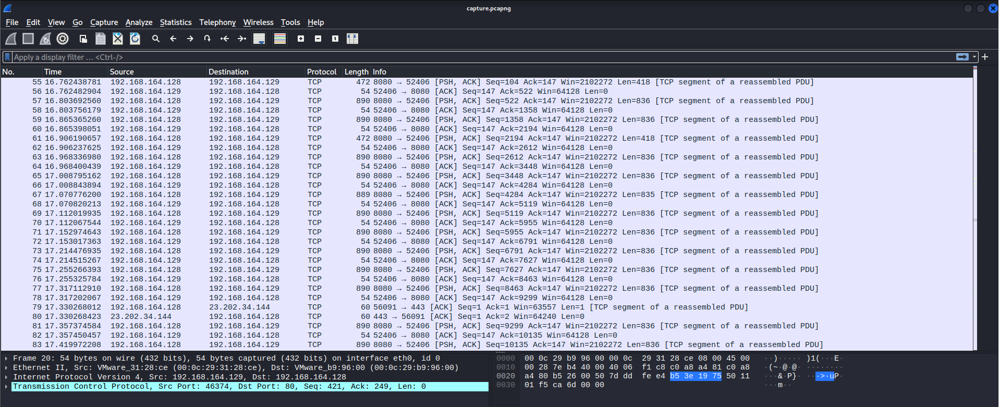 capture.pcapng
File Edit View Go Capture Analyze Statistics Telephony Wireless Tools Help
Apply a display filter … <Ctrl-/>
No. Time Source Destination Protocol Length Info
55 16.762438781 192.168.164.128 192.168.164.129 TCP 472 8080 → 52406 [PSH, ACK] Seq=104 Ack=147 Win=2102272 Len=418 [TCP segment of a reassembled PDU]
56 16.762482904 192.168.164.129 192.168.164.128 TCP 54 52406 → 8080 [ACK] Seq=147 Ack=522 Win=64128 Len=0
57 16.803692560 192.168.164.128 192.168.164.129 TCP 890 8080 → 52406 [PSH, ACK] Seq=522 Ack=147 Win=2102272 Len=836 [TCP segment of a reassembled PDU]
58 16.803756179 192.168.164.129 192.168.164.128 TCP 54 52406 → 8080 [ACK] Seq=147 Ack=1358 Win=64128 Len=0
59 16.865365260 192.168.164.128 192.168.164.129 TCP 890 8080 → 52406 [PSH, ACK] Seq=1358 Ack=147 Win=2102272 Len=836 [TCP segment of a reassembled PDU]
60 16.865398051 192.168.164.129 192.168.164.128 TCP 54 52406 → 8080 [ACK] Seq=147 Ack=2194 Win=64128 Len=0
61 16.906190657 192.168.164.128 192.168.164.129 TCP 472 8080 → 52406 [PSH, ACK] Seq=2194 Ack=147 Win=2102272 Len=418 [TCP segment of a reassembled PDU]
62 16.906237625 192.168.164.129 192.168.164.128 TCP 54 52406 → 8080 [ACK] Seq=147 Ack=2612 Win=64128 Len=0
63 16.968336980 192.168.164.128 192.168.164.129 TCP 890 8080 → 52406 [PSH, ACK] Seq=2612 Ack=147 Win=2102272 Len=836 [TCP segment of a reassembled PDU]
64 16.968400439 192.168.164.129 192.168.164.128 TCP 54 52406 → 8080 [ACK] Seq=147 Ack=3448 Win=64128 Len=0
65 17.008795162 192.168.164.128 192.168.164.129 TCP 890 8080 → 52406 [PSH, ACK] Seq=3448 Ack=147 Win=2102272 Len=836 [TCP segment of a reassembled PDU]
66 17.008843894 192.168.164.129 192.168.164.128 TCP 54 52406 → 8080 [ACK] Seq=147 Ack=4284 Win=64128 Len=0
67 17.070776200 192.168.164.128 192.168.164.129 TCP 889 8080 → 52406 [PSH, ACK] Seq=4284 Ack=147 Win=2102272 Len=835 [TCP segment of a reassembled PDU]
68 17.070820213 192.168.164.129 192.168.164.128 TCP 54 52406 → 8080 [ACK] Seq=147 Ack=5119 Win=64128 Len=0
69 17.112019935 192.168.164.128 192.168.164.129 TCP 890 8080 → 52406 [PSH, ACK] Seq=5119 Ack=147 Win=2102272 Len=836 [TCP segment of a reassembled PDU]
70 17.112067544 192.168.164.129 192.168.164.128 TCP 54 52406 → 8080 [ACK] Seq=147 Ack=5955 Win=64128 Len=0
71 17.152974643 192.168.164.128 192.168.164.129 TCP 890 8080 → 52406 [PSH, ACK] Seq=5955 Ack=147 Win=2102272 Len=836 [TCP segment of a reassembled PDU]
72 17.153017363 192.168.164.129 192.168.164.128 TCP 54 52406 → 8080 [ACK] Seq=147 Ack=6791 Win=64128 Len=0
73 17.214476935 192.168.164.128 192.168.164.129 TCP 890 8080 → 52406 [PSH, ACK] Seq=6791 Ack=147 Win=2102272 Len=836 [TCP segment of a reassembled PDU]
74 17.214515267 192.168.164.129 192.168.164.128 TCP 54 52406 → 8080 [ACK] Seq=147 Ack=7627 Win=64128 Len=0
75 17.255266393 192.168.164.128 192.168.164.129 TCP 890 8080 → 52406 [PSH, ACK] Seq=7627 Ack=147 Win=2102272 Len=836 [TCP segment of a reassembled PDU]
76 17.255325784 192.168.164.129 192.168.164.128 TCP 54 52406 → 8080 [ACK] Seq=147 Ack=8463 Win=64128 Len=0
77 17.317112910 192.168.164.128 192.168.164.129 TCP 890 8080 → 52406 [PSH, ACK] Seq=8463 Ack=147 Win=2102272 Len=836 [TCP segment of a reassembled PDU]
78 17.317202067 192.168.164.129 192.168.164.128 TCP 54 52406 → 8080 [ACK] Seq=147 Ack=9299 Win=64128 Len=0
79 17.330268012 192.168.164.128 23.202.34.144 TCP 60 56091 → 443 [ACK] Seq=1 Ack=1 Win=63557 Len=1 [TCP segment of a reassembled PDU]
80 17.330268423 23.202.34.144 192.168.164.128 TCP 60 443 → 56091 [ACK] Seq=1 Ack=2 Win=64240 Len=0
81 17.357374584 192.168.164.128 192.168.164.129 TCP 890 8080 → 52406 [PSH, ACK] Seq=9299 Ack=147 Win=2102272 Len=836 [TCP segment of a reassembled PDU]
82 17.357450457 192.168.164.129 192.168.164.128 TCP 54 52406 → 8080 [ACK] Seq=147 Ack=10135 Win=64128 Len=0
83 17.419972208 192.168.164.128 192.168.164.129 TCP 890 8080 → 52406 [PSH, ACK] Seq=10135 Ack=147 Win=2102272 Len=836 [TCP segment of a reassembled PDU]
Frame 20: 54 bytes on wire (432 bits), 54 bytes captured (432 bits) on interface eth0, id 0
Ethernet II, Src: VMware_31:28:ce (00:0c:29:31:28:ce), Dst: VMware_b9:96:00 (00:0c:29:b9:96:00)
Internet Protocol Version 4, Src: 192.168.164.129, Dst: 192.168.164.128
Transmission Control Protocol, Src Port: 46374, Dst Port: 80, Seq: 421, Ack: 249, Len: 0
0000 00 0c 29 b9 96 00 00 0c 29 31 28 ce 08 00 45 00 ··)····· )1(···E·
0010 00 28 7e b4 40 00 40 06 f1 c8 c0 a8 a4 81 c0 a8 ·(~·@·@· ········
0020 a4 80 b5 26 00 50 7d dd fe e4 b5 3e 19 75 50 11 ···&·P}· ···>·uP·
0030 01 f5 ca 6d 00 00 ···m··